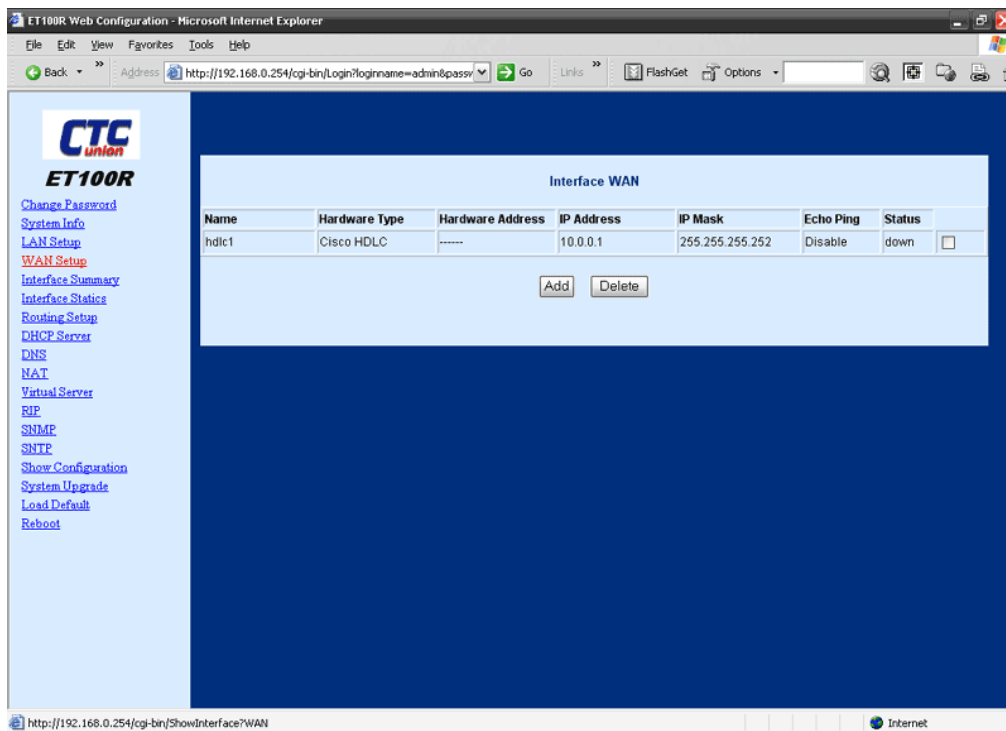 ET100R Web Configuration - Microsoft Internet Explorer
File Edit View Favorites Tools Help
Back » Address http://192.168.0.254/cgi-bin/Login?loginname=admin&passv Go Links » FlashGet Options
CTC
union
ET100R
Change Password
System Info
LAN Setup
WAN Setup
Interface Summary
Interface Statics
Routing Setup
DHCP Server
DNS
NAT
Virtual Server
RIP
SNMP
SNTP
Show Configuration
System Upgrade
Load Default
Reboot
Interface WAN
Name Hardware Type Hardware Address IP Address IP Mask Echo Ping Status
hdlc1 Cisco HDLC ------ 10.0.0.1 255.255.255.252 Disable down
Add Delete
http://192.168.0.254/cgi-bin/ShowInterface?WAN Internet